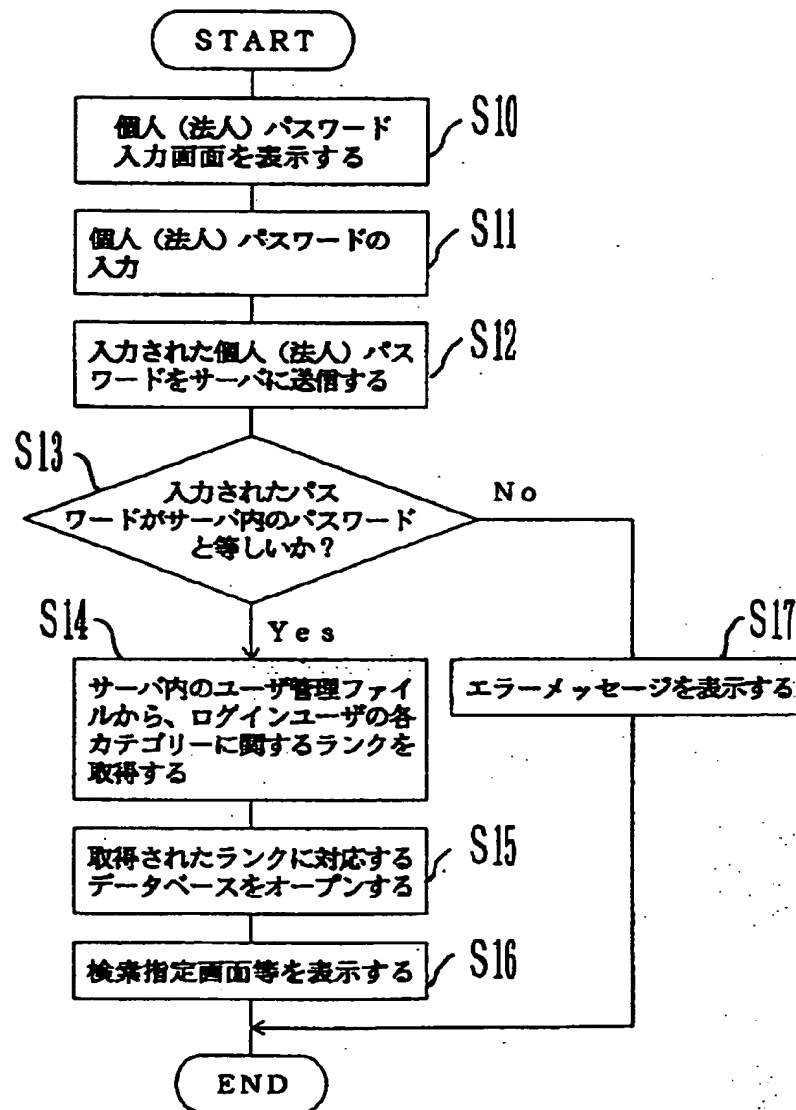 START
個人（法人）パスワード
入力画面を表示する
S10
個人（法人）パスワードの
入力
S11
入力された個人（法人）パス
ワードをサーバに送信する
S12
S13
入力されたパス
ワードがサーバ内のパスワード
と等しいか？
No
Yes
S14
サーバ内のユーザ管理ファイ
ルから、ログインユーザの各
カテゴリーに関するランクを
取得する
S17
エラーメッセージを表示する
取得されたランクに対応する
データベースをオープンする
S15
検索指定画面等を表示する
S16
END